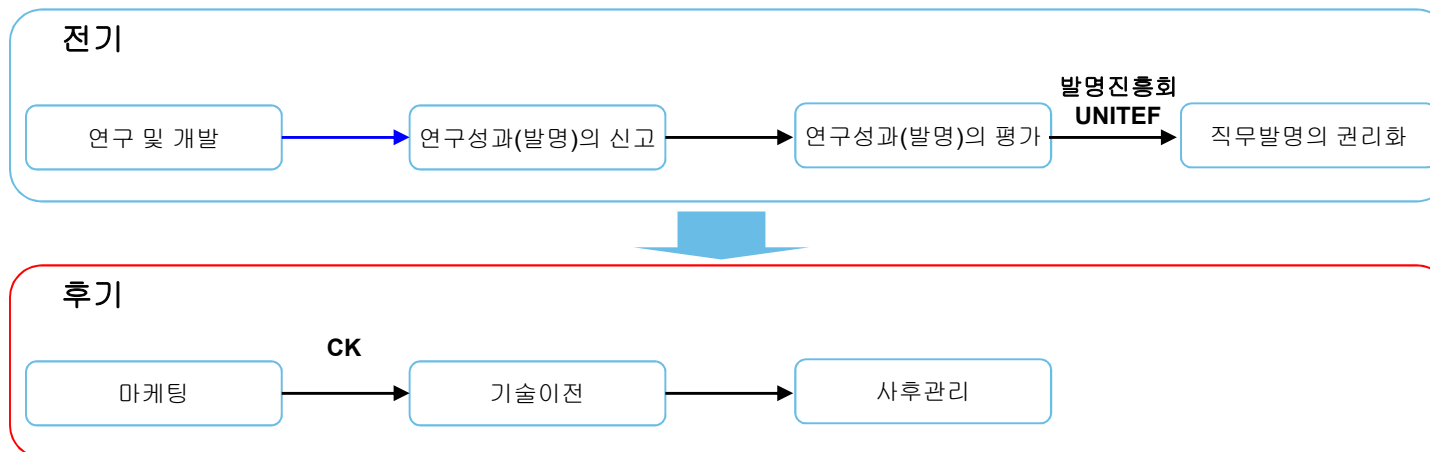 전기
발명진흥회
UNITEF
연구 및 개발
연구성과(발명)의 신고
연구성과(발명)의 평가
직무발명의 권리화
후기
CK
마케팅
기술이전
사후관리